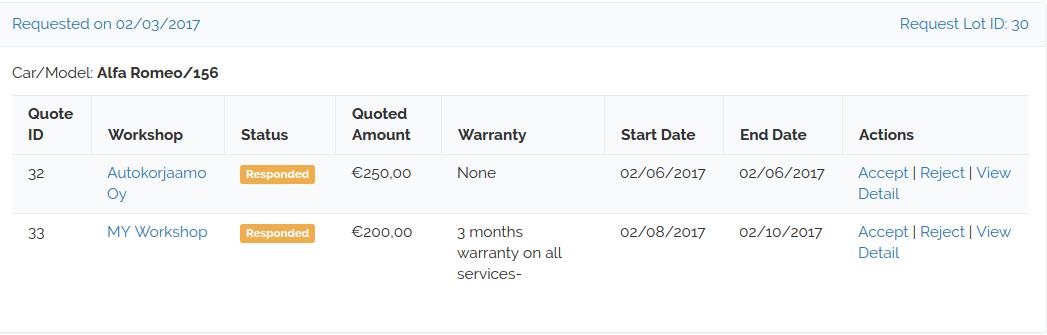 Requested on 02/03/2017 Request Lot ID: 30
Car/Model: Alfa Romeo/156
Quote ID Workshop Status Quoted Amount Warranty Start Date End Date Actions
32 Autokorjaamo Oy Responded €250,00 None 02/06/2017 02/06/2017 Accept | Reject | View Detail
33 MY Workshop Responded €200,00 3 months warranty on all services- 02/08/2017 02/10/2017 Accept | Reject | View Detail